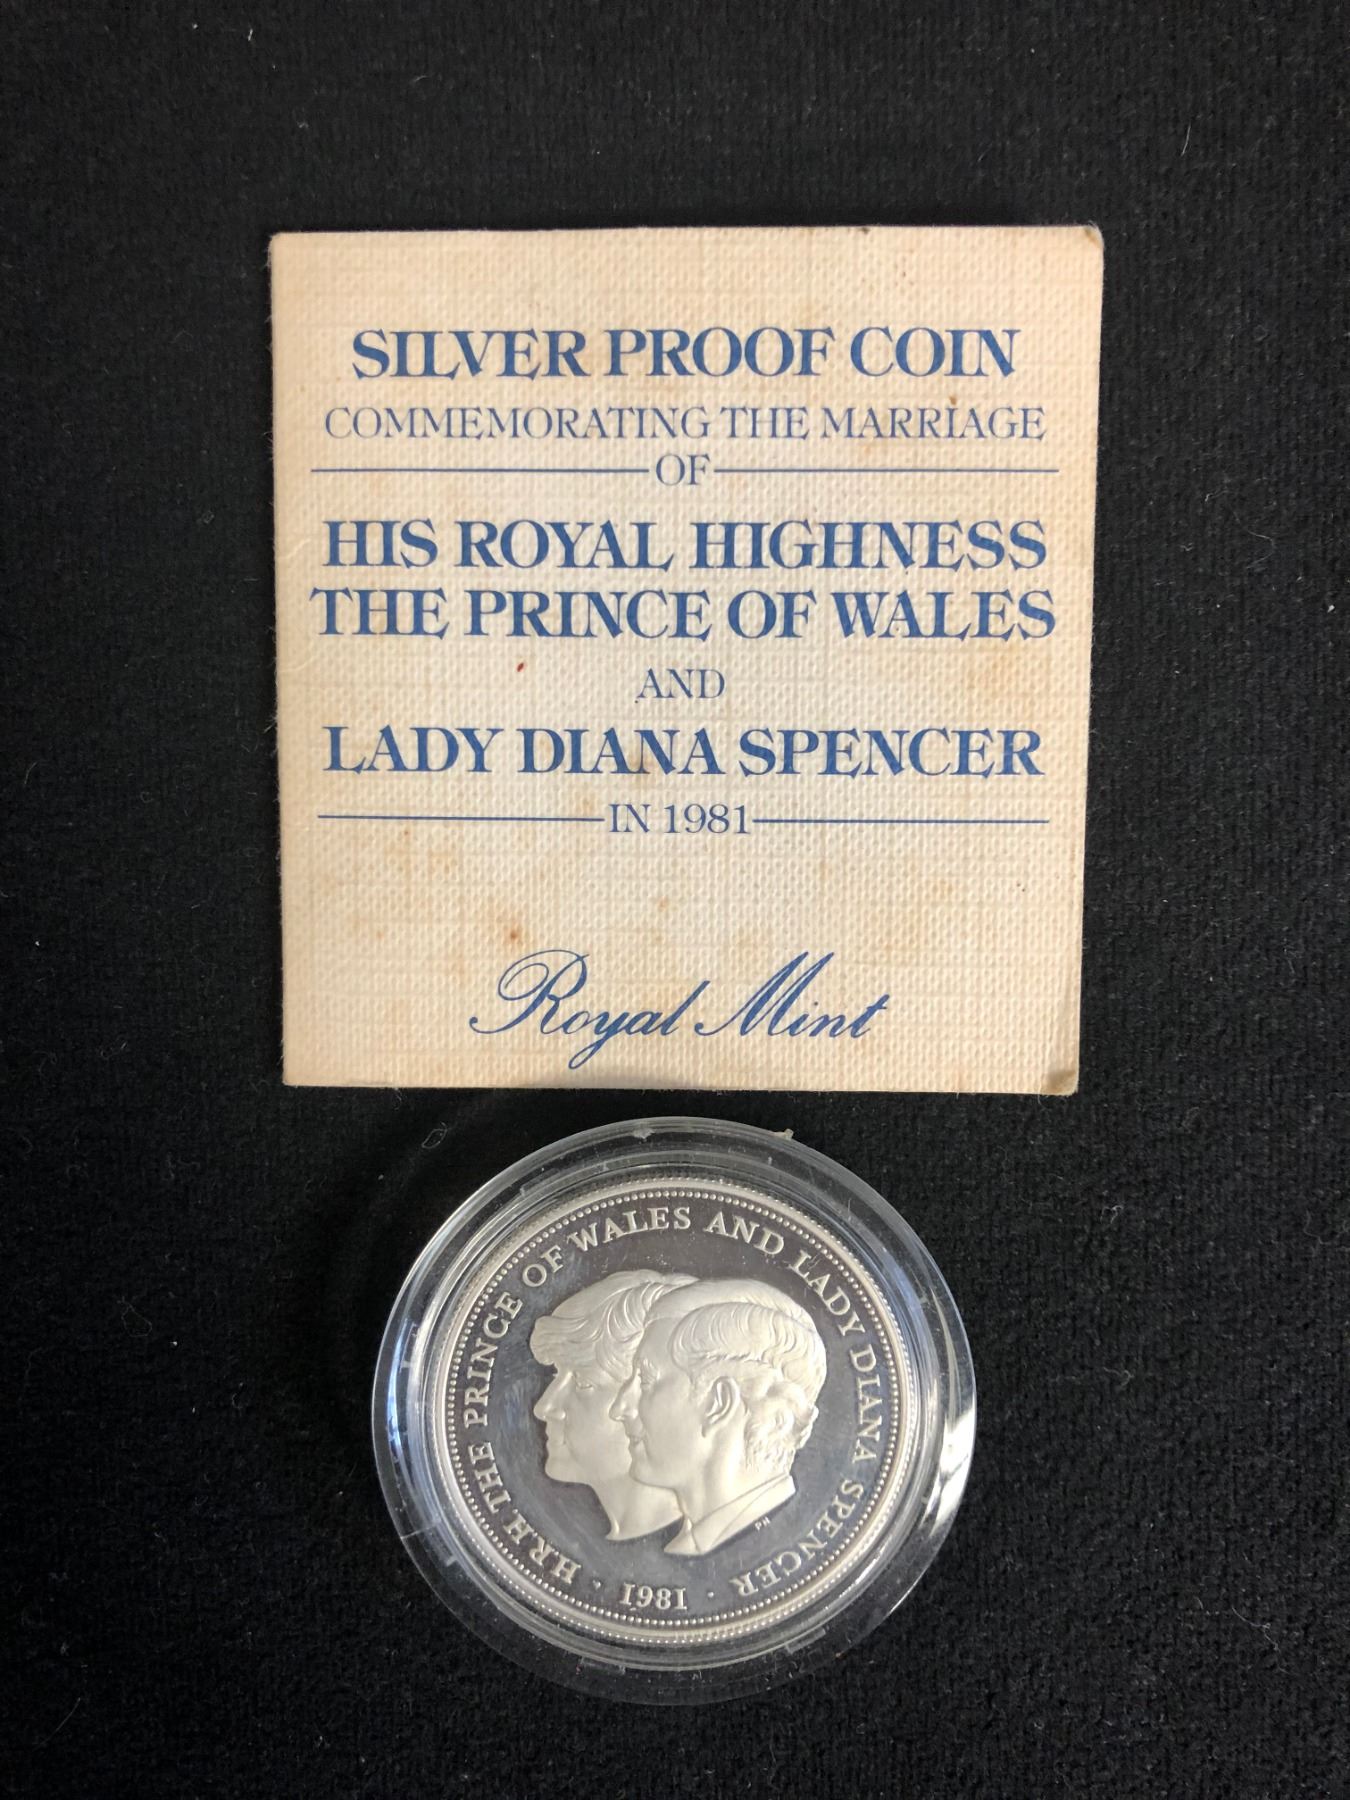 SILVER PROOF COIN
COMMEMORATING THE MARRIAGE
OF
HIS ROYAL HIGHNESS
THE PRINCE OF WALES
AND
LADY DIANA SPENCER
IN 1981
Royal Mint
H.R.H. THE PRINCE OF WALES AND LADY DIANA SPENCER
· 1981 ·
PN